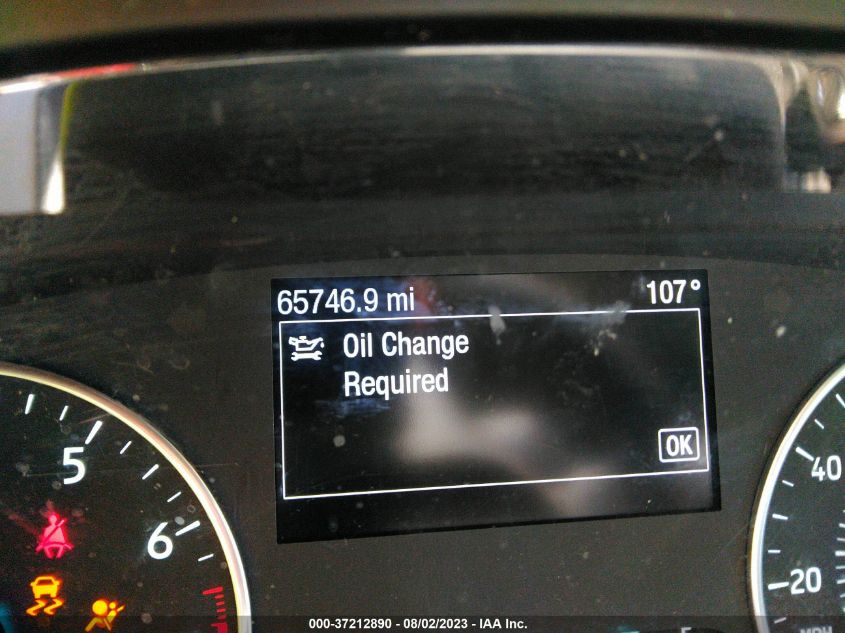 65746.9 mi 107°
Oil Change
Required
OK
5
6
40
20
MPH
000-37212890 - 08/02/2023 - IAA Inc.